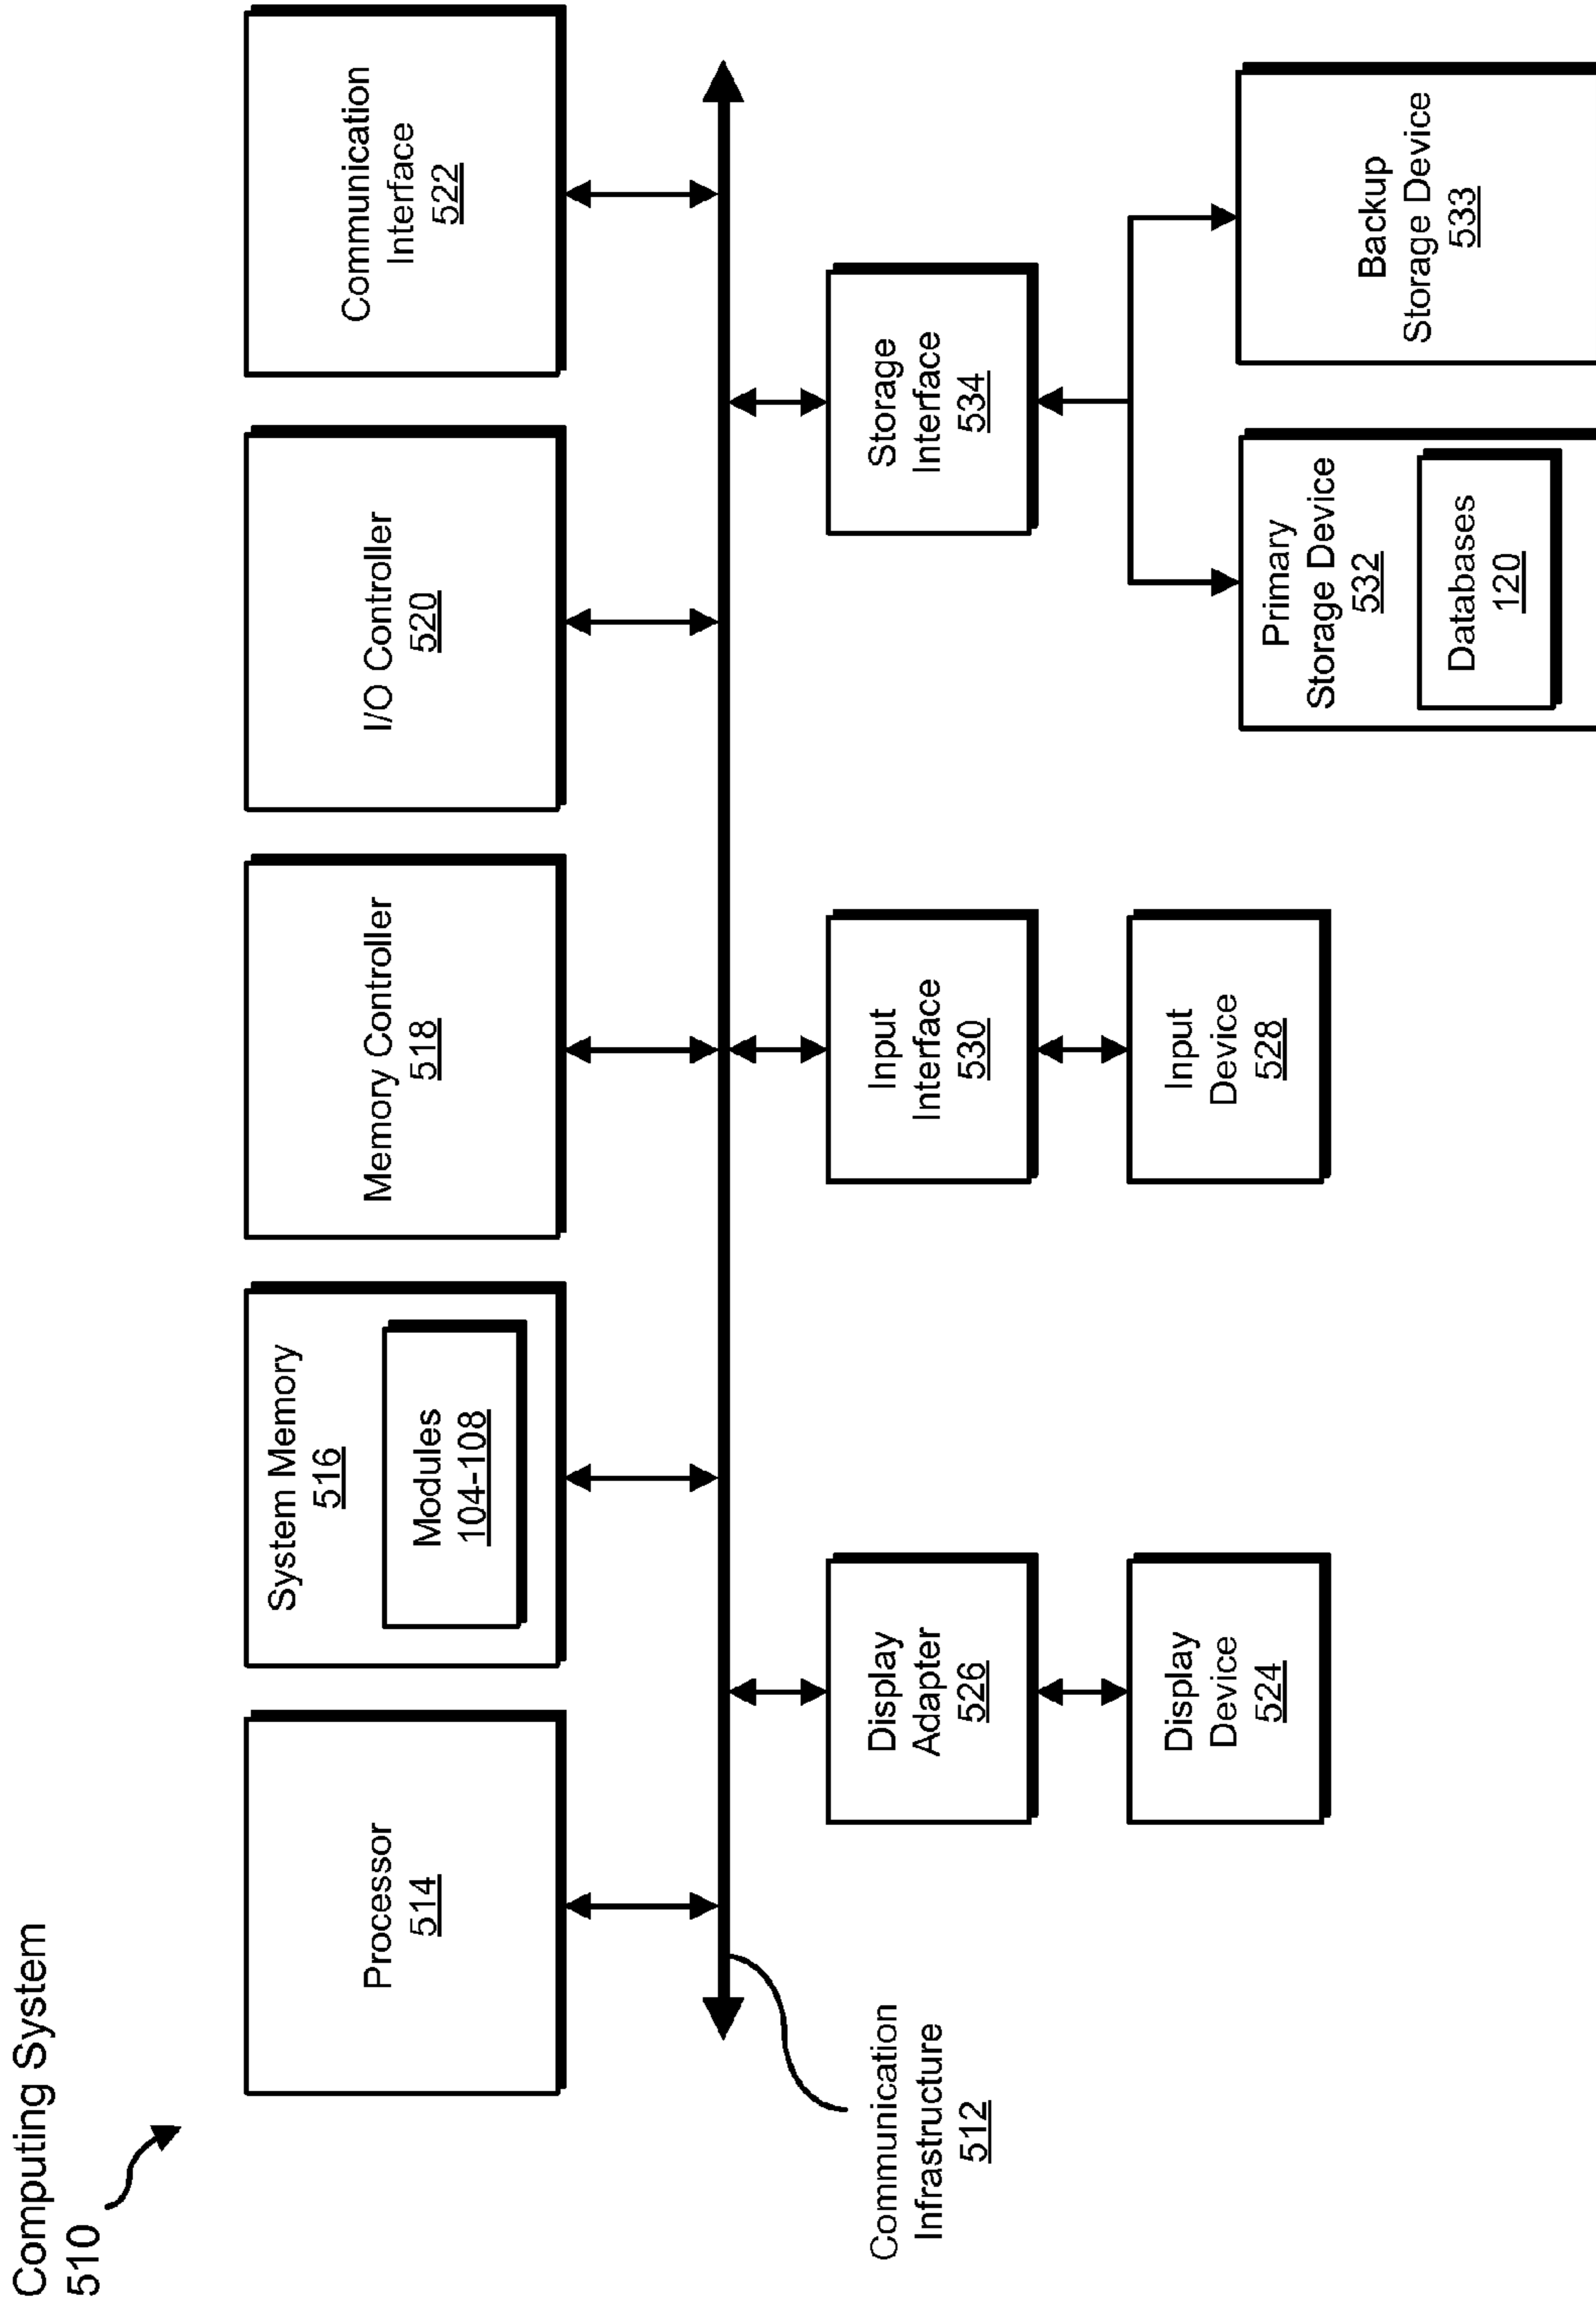 Computing System
510
Processor
514
System Memory
516
Modules
104-108
Memory Controller
518
I/O Controller
520
Communication
Interface
522
Communication
Infrastructure
512
Display
Adapter
526
Input
Interface
530
Storage
Interface
534
Display
Device
524
Input
Device
528
Primary
Storage Device
532
Databases
120
Backup
Storage Device
533